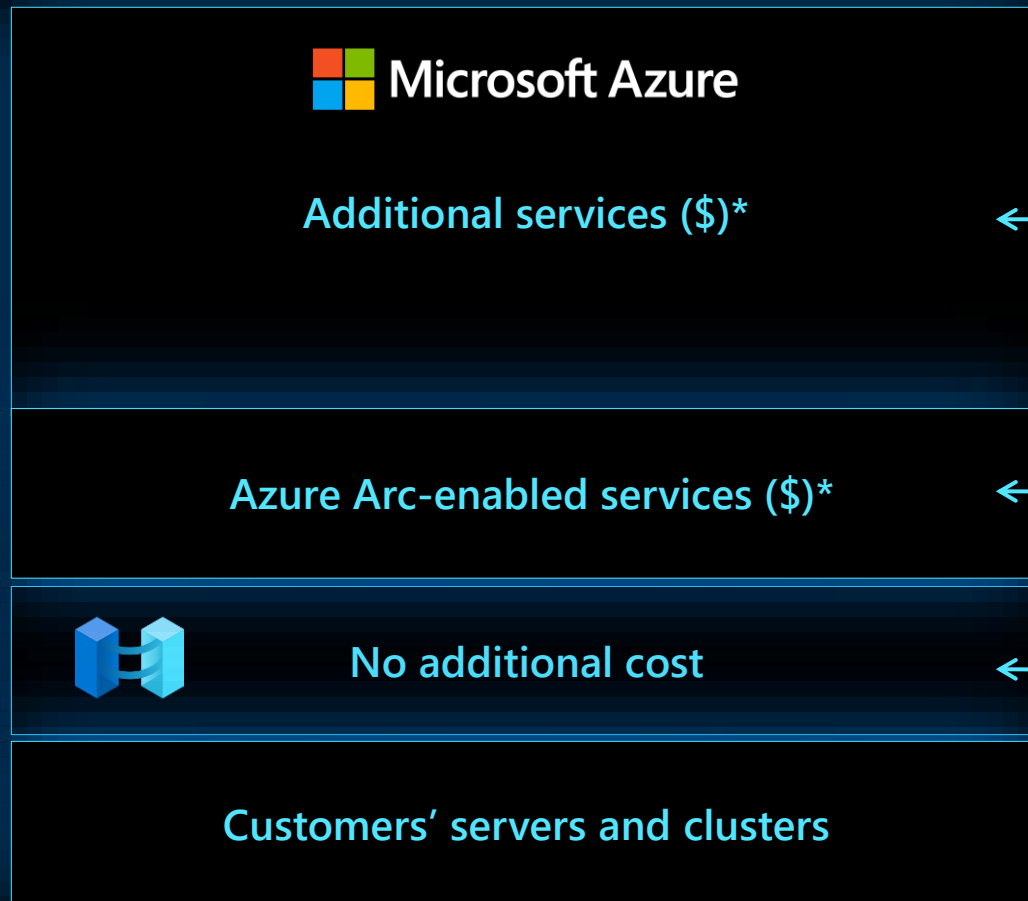 Microsoft Azure
Additional services ($)*
Azure Arc-enabled services ($)*
No additional cost
Customers’ servers and clusters